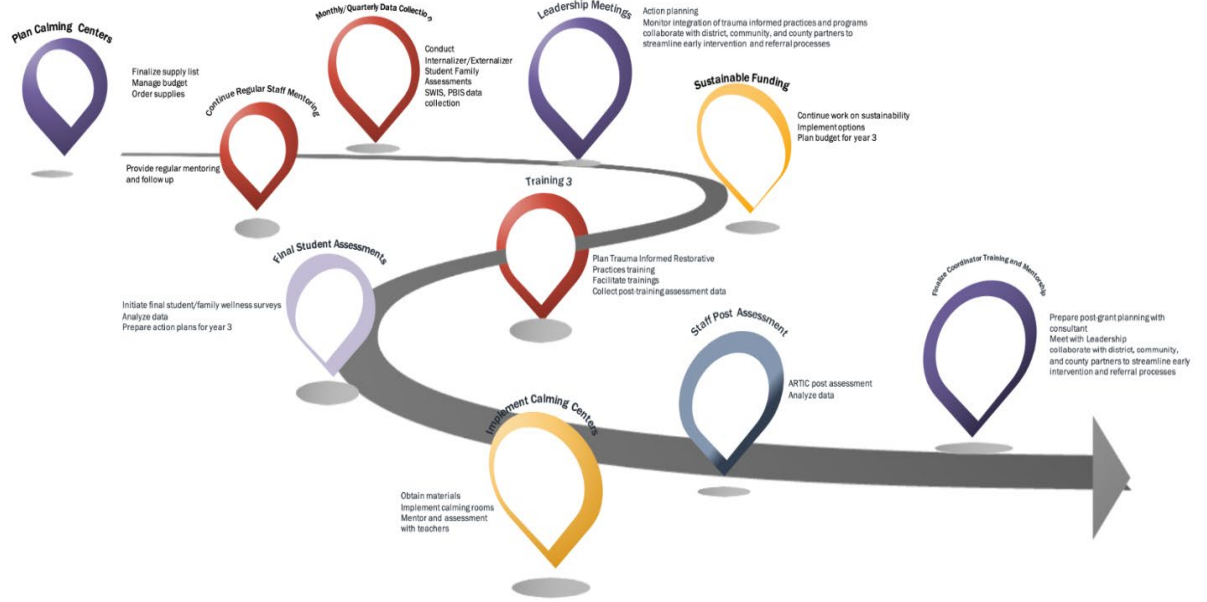 Plan Calming Centers
Finalize supply list
Manage budget
Order supplies
Continue Regular Staff Mentoring
Provide regular mentoring
and follow up
Monthly/Quarterly Data Collection
Conduct
Internalizer/Externalizer
Student Family
Assessments
SWIS, PBIS data
collection
Leadership Meetings
Action planning
Monitor integration of trauma informed practices and programs
collaborate with district, community, and county partners to
streamline early intervention and referral processes
Sustainable Funding
Continue work on sustainability
Implement options
Plan budget for year 3
Training 3
Plan Trauma Informed Restorative
Practices training
Facilitate trainings
Collect post-training assessment data
Final Student Assessments
Initiate final student/family wellness surveys
Analyze data
Prepare action plans for year 3
Implement Calming Centers
Obtain materials
Implement calming rooms
Mentor and assessment
with teachers
Staff Post Assessment
ARTIC post assessment
Analyze data
Finalize Coordinator Training and Mentorship
Prepare post-grant planning with
consultant
Meet with Leadership
collaborate with district, community,
and county partners to streamline early
intervention and referral processes